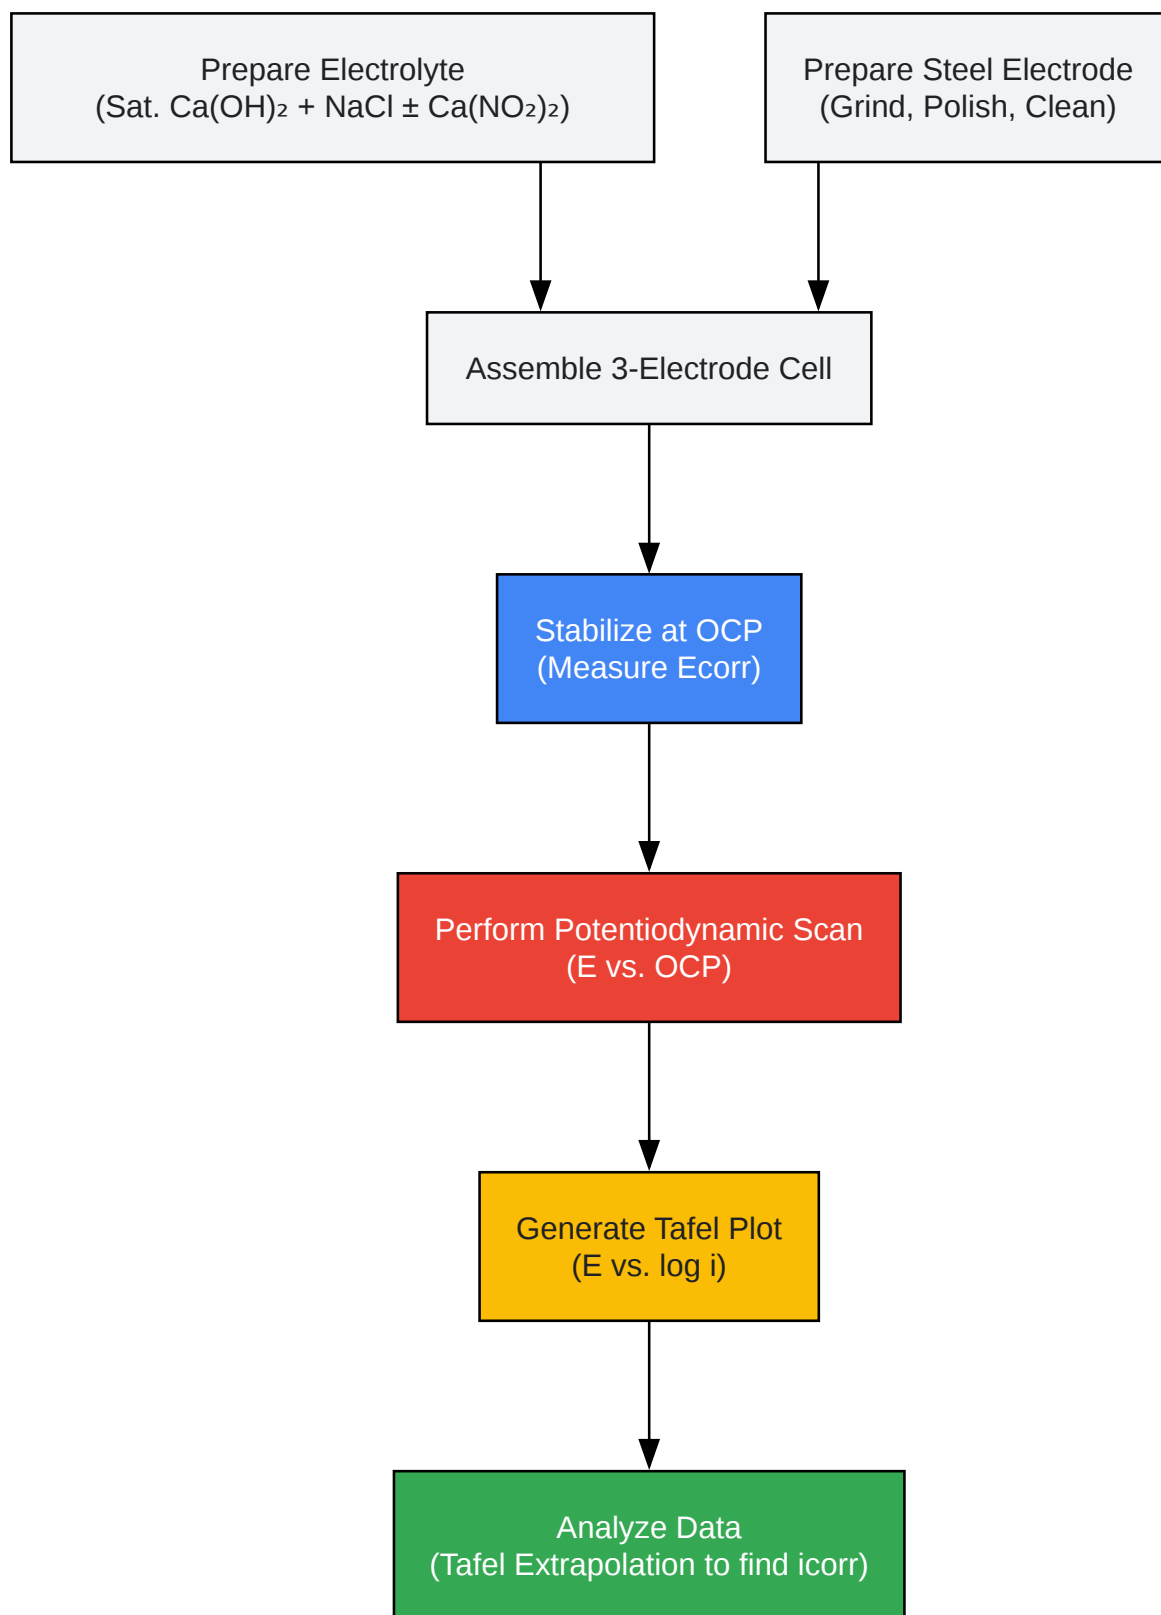 Prepare Electrolyte
(Sat. Ca(OH)₂ + NaCl ± Ca(NO₂)₂)
Prepare Steel Electrode
(Grind, Polish, Clean)
Assemble 3-Electrode Cell
Stabilize at OCP
(Measure Ecorr)
Perform Potentiodynamic Scan
(E vs. OCP)
Generate Tafel Plot
(E vs. log i)
Analyze Data
(Tafel Extrapolation to find icorr)